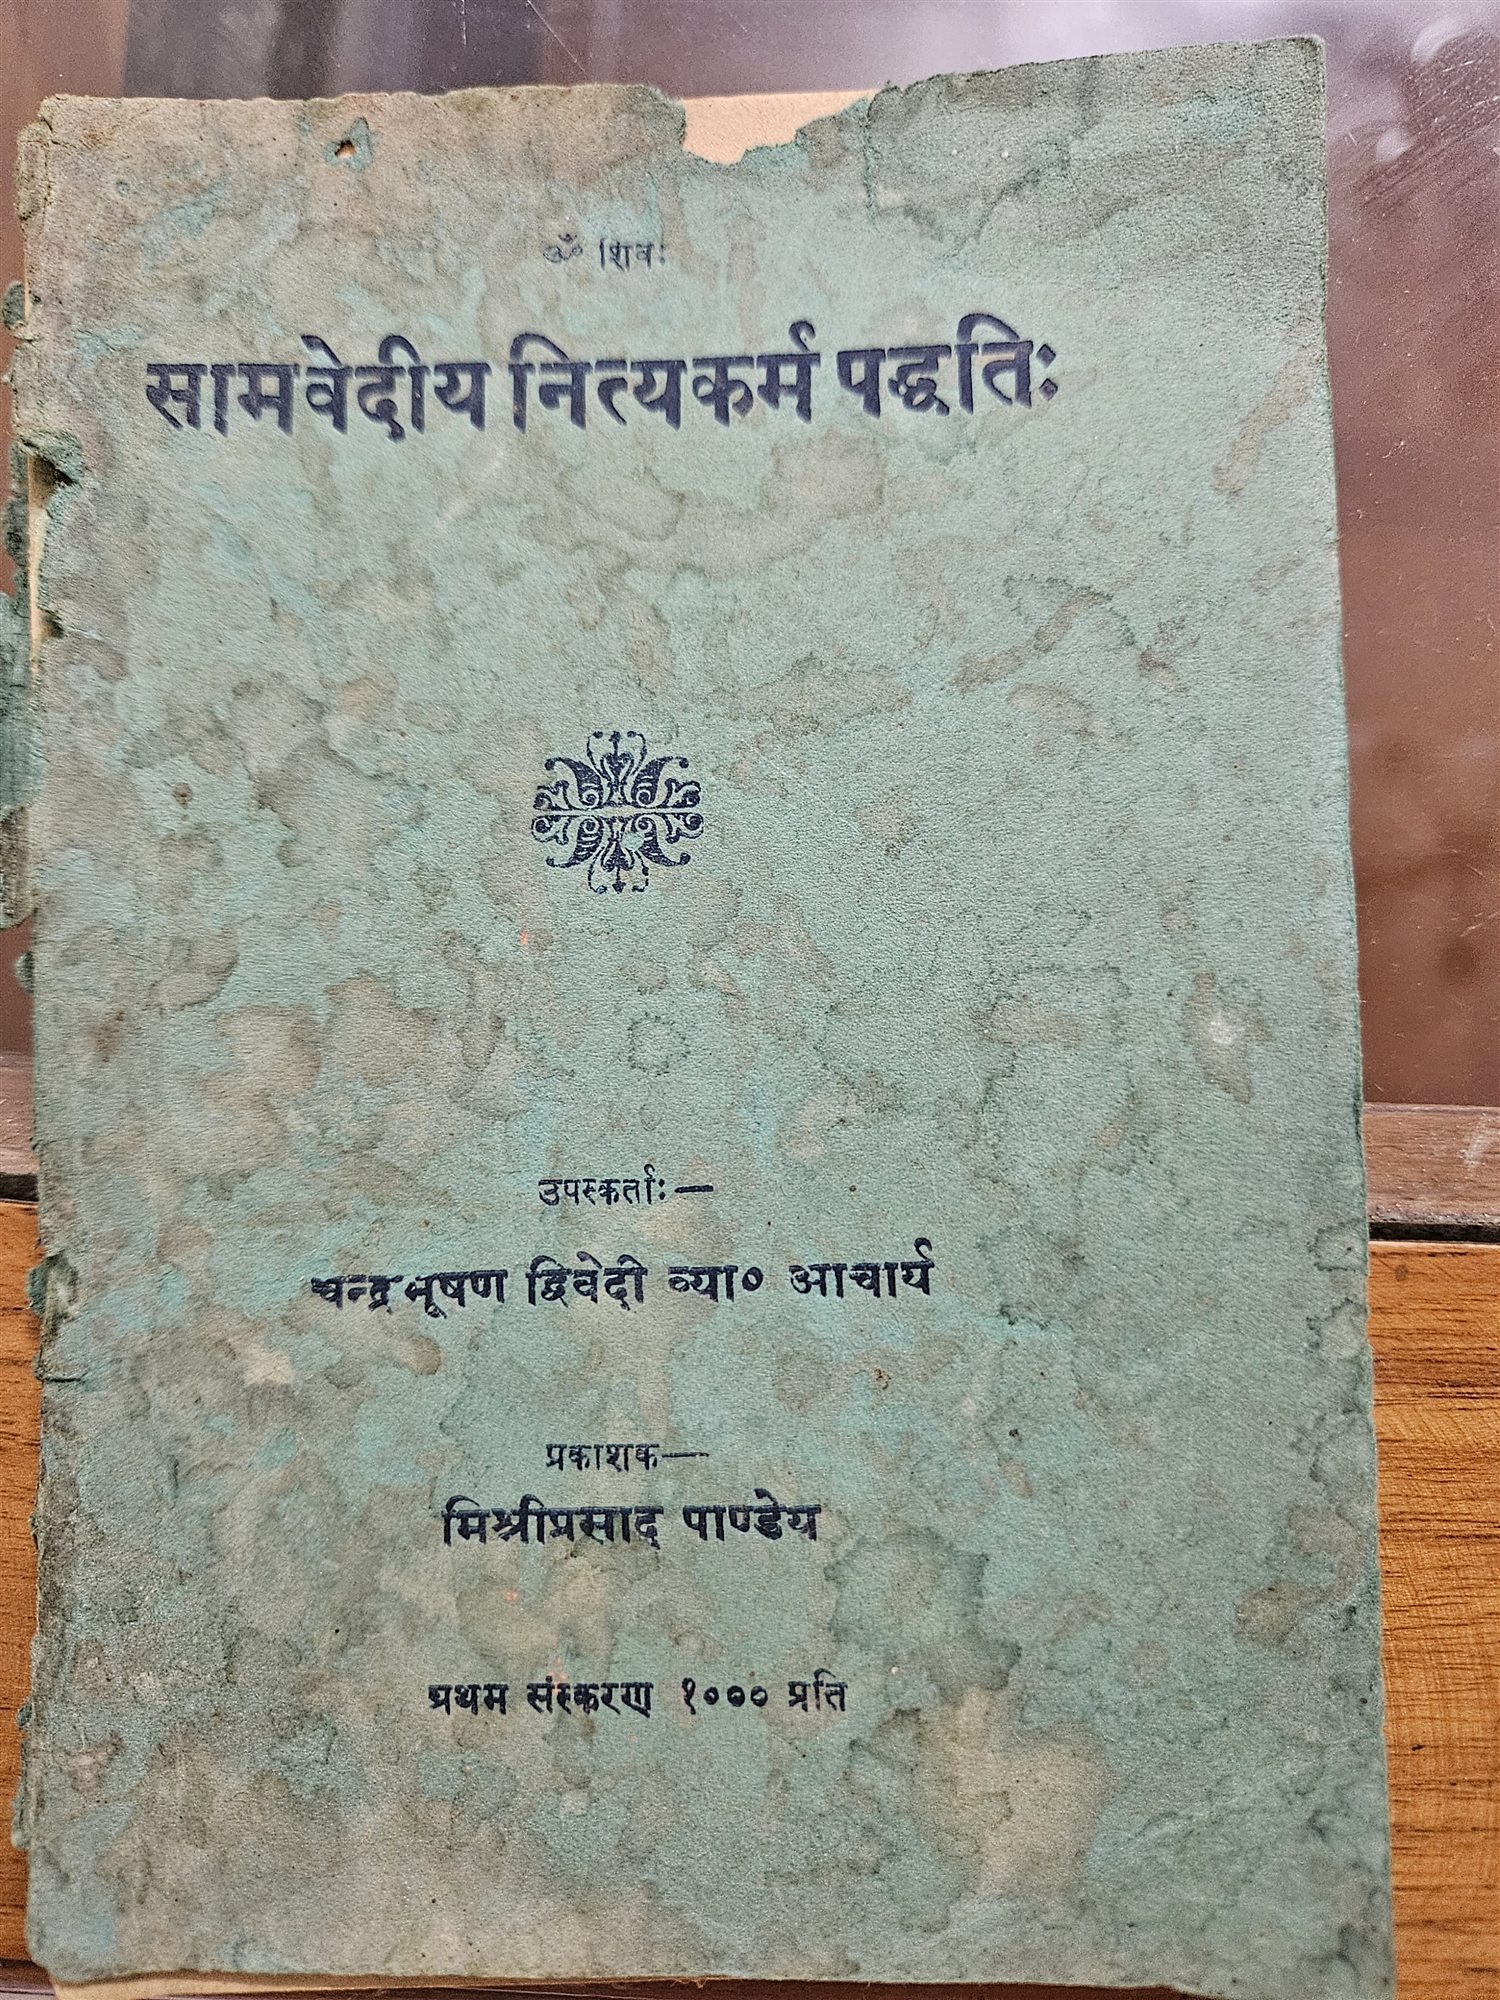 ॐ शिवः
सामवेदीय नित्यकर्म पद्धतिः
उपस्कर्ताः—
चन्द्रभूषण द्विवेदी व्या० आचार्य
प्रकाशक—
मिश्रीप्रसाद पाण्डेय
प्रथम संस्करण १००० प्रति